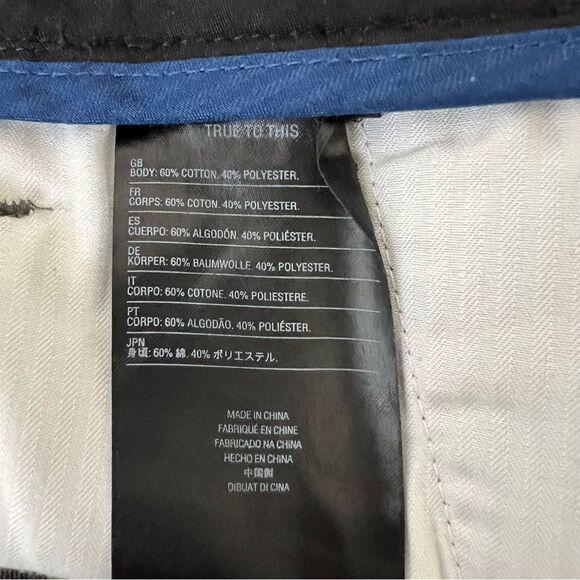 TRUE TO THIS
GB
BODY: 60% COTTON. 40% POLYESTER.
FR
CORPS: 60% COTON. 40% POLYESTER.
ES
CUERPO: 60% ALGODÓN. 40% POLIÉSTER.
DE
KÖRPER: 60% BAUMWOLLE. 40% POLYESTER.
IT
CORPO: 60% COTONE. 40% POLIESTERE.
PT
CORPO: 60% ALGODÃO. 40% POLIÉSTER.
JPN
身頃: 60% 綿. 40% ポリエステル.
MADE IN CHINA
FABRIQUÉ EN CHINE
FABRICADO NA CHINA
HECHO EN CHINA
中国製
DIBUAT DI CINA